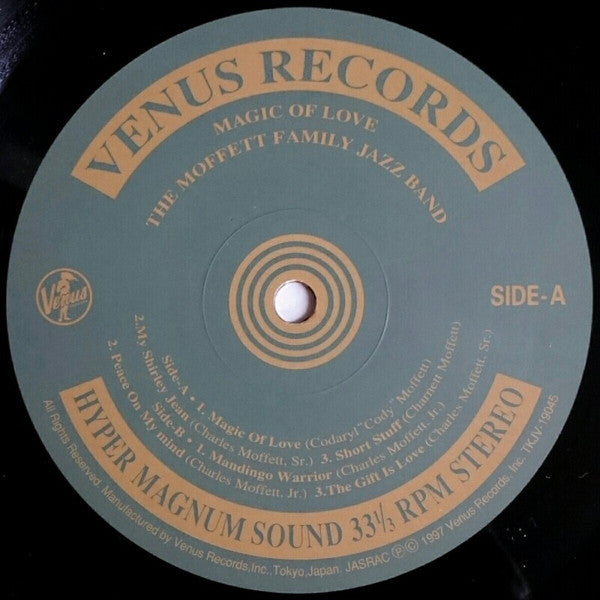 VENUS RECORDS
MAGIC OF LOVE
THE MOFFETT FAMILY JAZZ BAND
Venus
SIDE-A
Side-A • 1. Magic Of Love (Codaryl "Cody" Moffett)
2.My Shirley Jean (Charles Moffett, Sr.) 3. Short Stuff (Charnett Moffett)
Side-B • 1. Mandingo Warrior (Charles Moffett, Jr.)
2. Peace On My mind (Charles Moffett, Jr.) 3.The Gift Is Love (Charles Moffett, Sr.)
HYPER MAGNUM SOUND 33 1/3 RPM STEREO
All Rights Reserved. Manufactured by Venus Records,Inc.,Tokyo,Japan. JASRAC Ⓟ© 1997 Venus Records, Inc. TKJV-19045